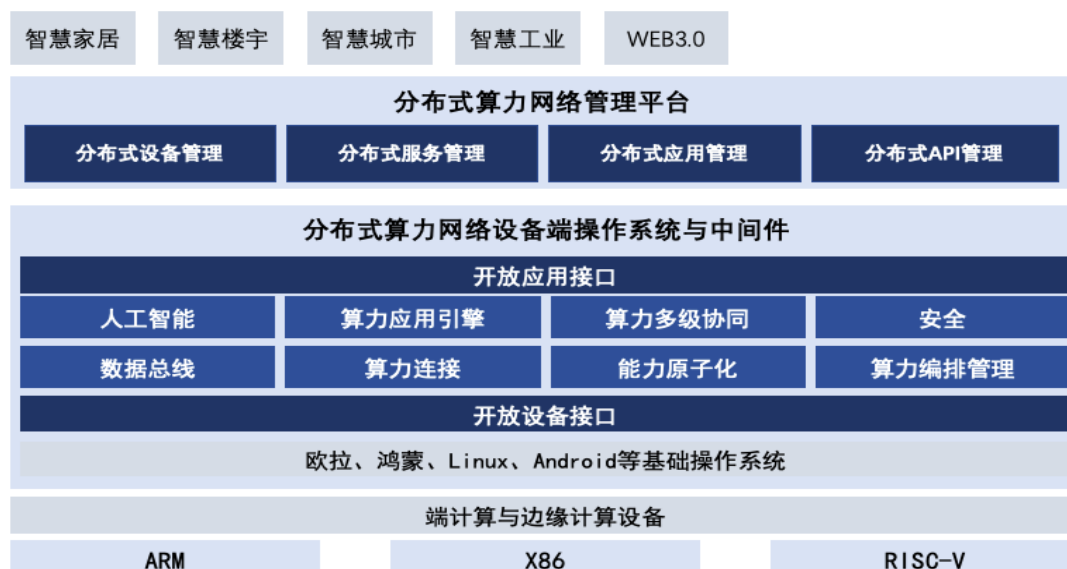 智慧家居 智慧楼宇 智慧城市 智慧工业 WEB3.0
分布式算力网络管理平台
分布式设备管理 分布式服务管理 分布式应用管理 分布式API管理
分布式算力网络设备端操作系统与中间件
开放应用接口
人工智能 算力应用引擎 算力多级协同 安全
数据总线 算力连接 能力原子化 算力编排管理
开放设备接口
欧拉、鸿蒙、Linux、Android等基础操作系统
端计算与边缘计算设备
ARM X86 RISC-V